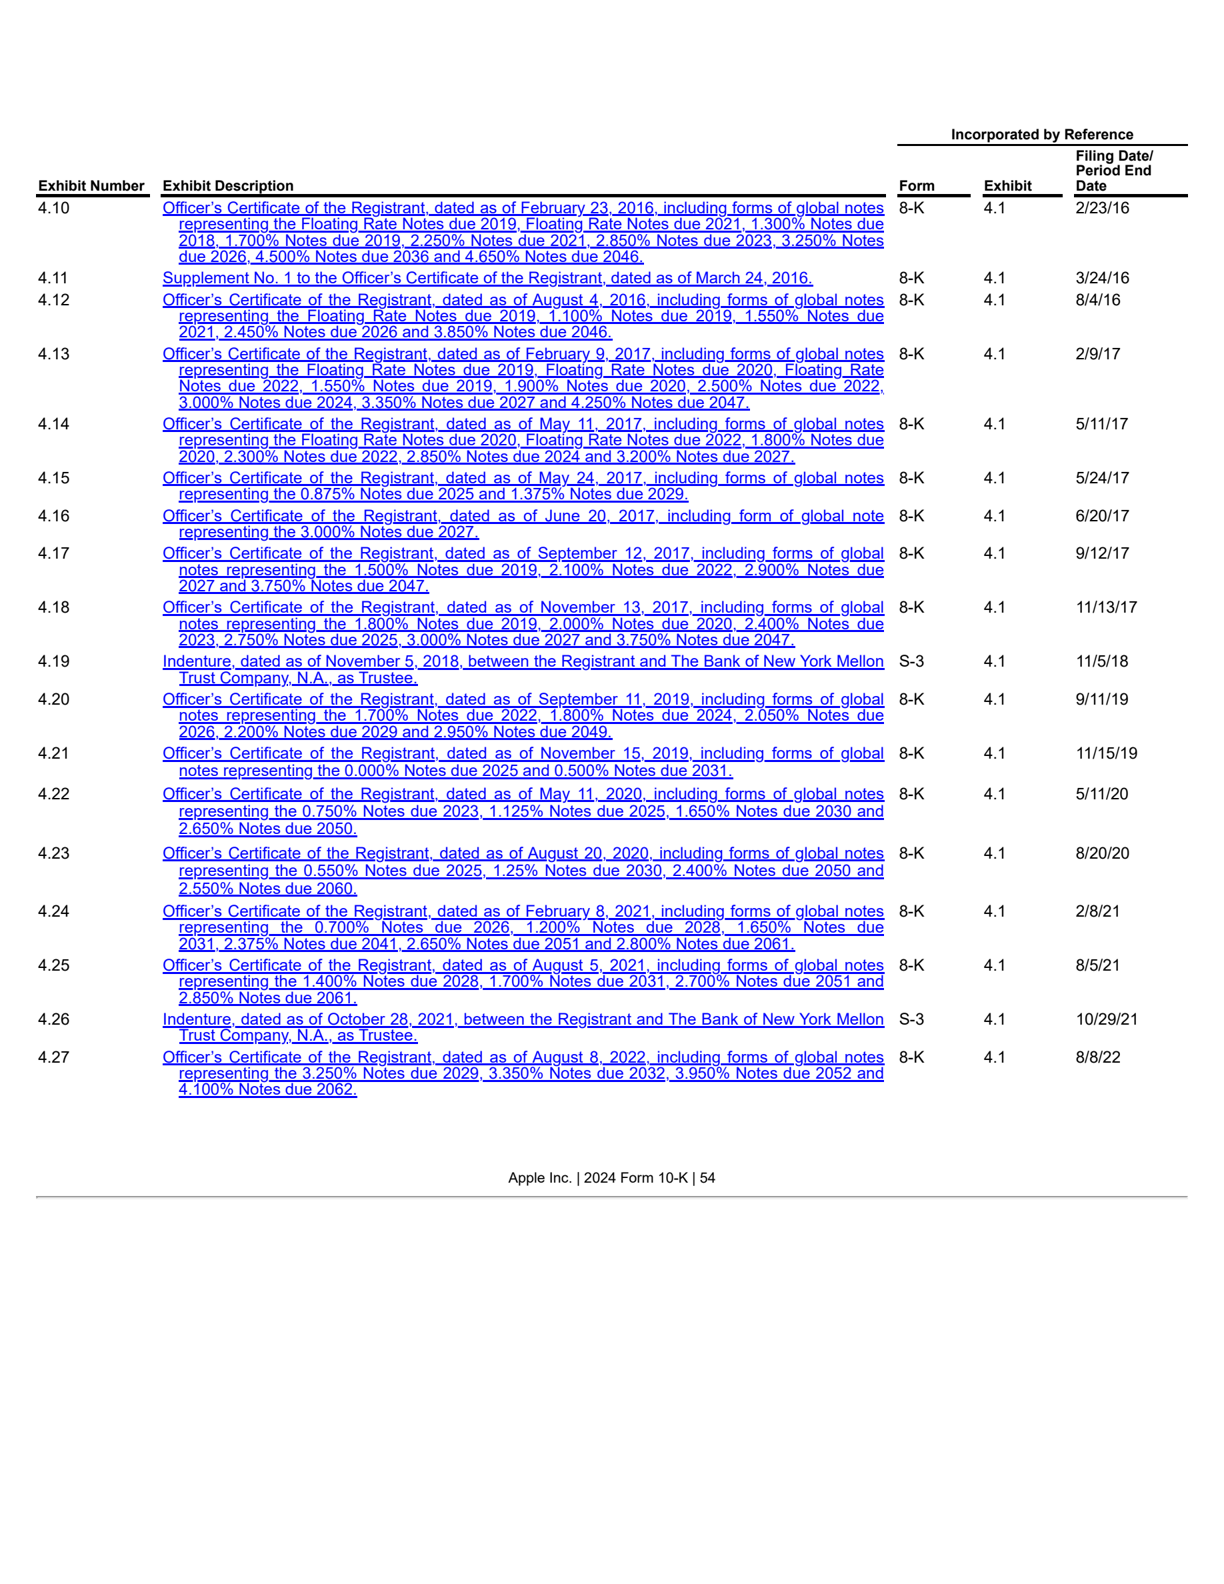 Incorporated by Reference
Exhibit Number Exhibit Description Form Exhibit Filing Date/
Period End
Date
4.10 Officer’s Certificate of the Registrant, dated as of February 23, 2016, including forms of global notes 8-K 4.1 2/23/16
representing the Floating Rate Notes due 2019, Floating Rate Notes due 2021, 1.300% Notes due
2018, 1.700% Notes due 2019, 2.250% Notes due 2021, 2.850% Notes due 2023, 3.250% Notes
due 2026, 4.500% Notes due 2036 and 4.650% Notes due 2046.
4.11 Supplement No. 1 to the Officer’s Certificate of the Registrant, dated as of March 24, 2016. 8-K 4.1 3/24/16
4.12 Officer’s Certificate of the Registrant, dated as of August 4, 2016, including forms of global notes 8-K 4.1 8/4/16
representing the Floating Rate Notes due 2019, 1.100% Notes due 2019, 1.550% Notes due
2021, 2.450% Notes due 2026 and 3.850% Notes due 2046.
4.13 Officer’s Certificate of the Registrant, dated as of February 9, 2017, including forms of global notes 8-K 4.1 2/9/17
representing the Floating Rate Notes due 2019, Floating Rate Notes due 2020, Floating Rate
Notes due 2022, 1.550% Notes due 2019, 1.900% Notes due 2020, 2.500% Notes due 2022,
3.000% Notes due 2024, 3.350% Notes due 2027 and 4.250% Notes due 2047.
4.14 Officer’s Certificate of the Registrant, dated as of May 11, 2017, including forms of global notes 8-K 4.1 5/11/17
representing the Floating Rate Notes due 2020, Floating Rate Notes due 2022, 1.800% Notes due
2020, 2.300% Notes due 2022, 2.850% Notes due 2024 and 3.200% Notes due 2027.
4.15 Officer’s Certificate of the Registrant, dated as of May 24, 2017, including forms of global notes 8-K 4.1 5/24/17
representing the 0.875% Notes due 2025 and 1.375% Notes due 2029.
4.16 Officer’s Certificate of the Registrant, dated as of June 20, 2017, including form of global note 8-K 4.1 6/20/17
representing the 3.000% Notes due 2027.
4.17 Officer’s Certificate of the Registrant, dated as of September 12, 2017, including forms of global 8-K 4.1 9/12/17
notes representing the 1.500% Notes due 2019, 2.100% Notes due 2022, 2.900% Notes due
2027 and 3.750% Notes due 2047.
4.18 Officer’s Certificate of the Registrant, dated as of November 13, 2017, including forms of global 8-K 4.1 11/13/17
notes representing the 1.800% Notes due 2019, 2.000% Notes due 2020, 2.400% Notes due
2023, 2.750% Notes due 2025, 3.000% Notes due 2027 and 3.750% Notes due 2047.
4.19 Indenture, dated as of November 5, 2018, between the Registrant and The Bank of New York Mellon S-3 4.1 11/5/18
Trust Company, N.A., as Trustee.
4.20 Officer’s Certificate of the Registrant, dated as of September 11, 2019, including forms of global 8-K 4.1 9/11/19
notes representing the 1.700% Notes due 2022, 1.800% Notes due 2024, 2.050% Notes due
2026, 2.200% Notes due 2029 and 2.950% Notes due 2049.
4.21 Officer’s Certificate of the Registrant, dated as of November 15, 2019, including forms of global 8-K 4.1 11/15/19
notes representing the 0.000% Notes due 2025 and 0.500% Notes due 2031.
4.22 Officer’s Certificate of the Registrant, dated as of May 11, 2020, including forms of global notes 8-K 4.1 5/11/20
representing the 0.750% Notes due 2023, 1.125% Notes due 2025, 1.650% Notes due 2030 and
2.650% Notes due 2050.
4.23 Officer’s Certificate of the Registrant, dated as of August 20, 2020, including forms of global notes 8-K 4.1 8/20/20
representing the 0.550% Notes due 2025, 1.25% Notes due 2030, 2.400% Notes due 2050 and
2.550% Notes due 2060.
4.24 Officer’s Certificate of the Registrant, dated as of February 8, 2021, including forms of global notes 8-K 4.1 2/8/21
representing the 0.700% Notes due 2026, 1.200% Notes due 2028, 1.650% Notes due
2031, 2.375% Notes due 2041, 2.650% Notes due 2051 and 2.800% Notes due 2061.
4.25 Officer’s Certificate of the Registrant, dated as of August 5, 2021, including forms of global notes 8-K 4.1 8/5/21
representing the 1.400% Notes due 2028, 1.700% Notes due 2031, 2.700% Notes due 2051 and
2.850% Notes due 2061.
4.26 Indenture, dated as of October 28, 2021, between the Registrant and The Bank of New York Mellon S-3 4.1 10/29/21
Trust Company, N.A., as Trustee.
4.27 Officer’s Certificate of the Registrant, dated as of August 8, 2022, including forms of global notes 8-K 4.1 8/8/22
representing the 3.250% Notes due 2029, 3.350% Notes due 2032, 3.950% Notes due 2052 and
4.100% Notes due 2062.
Apple Inc. | 2024 Form 10-K | 54